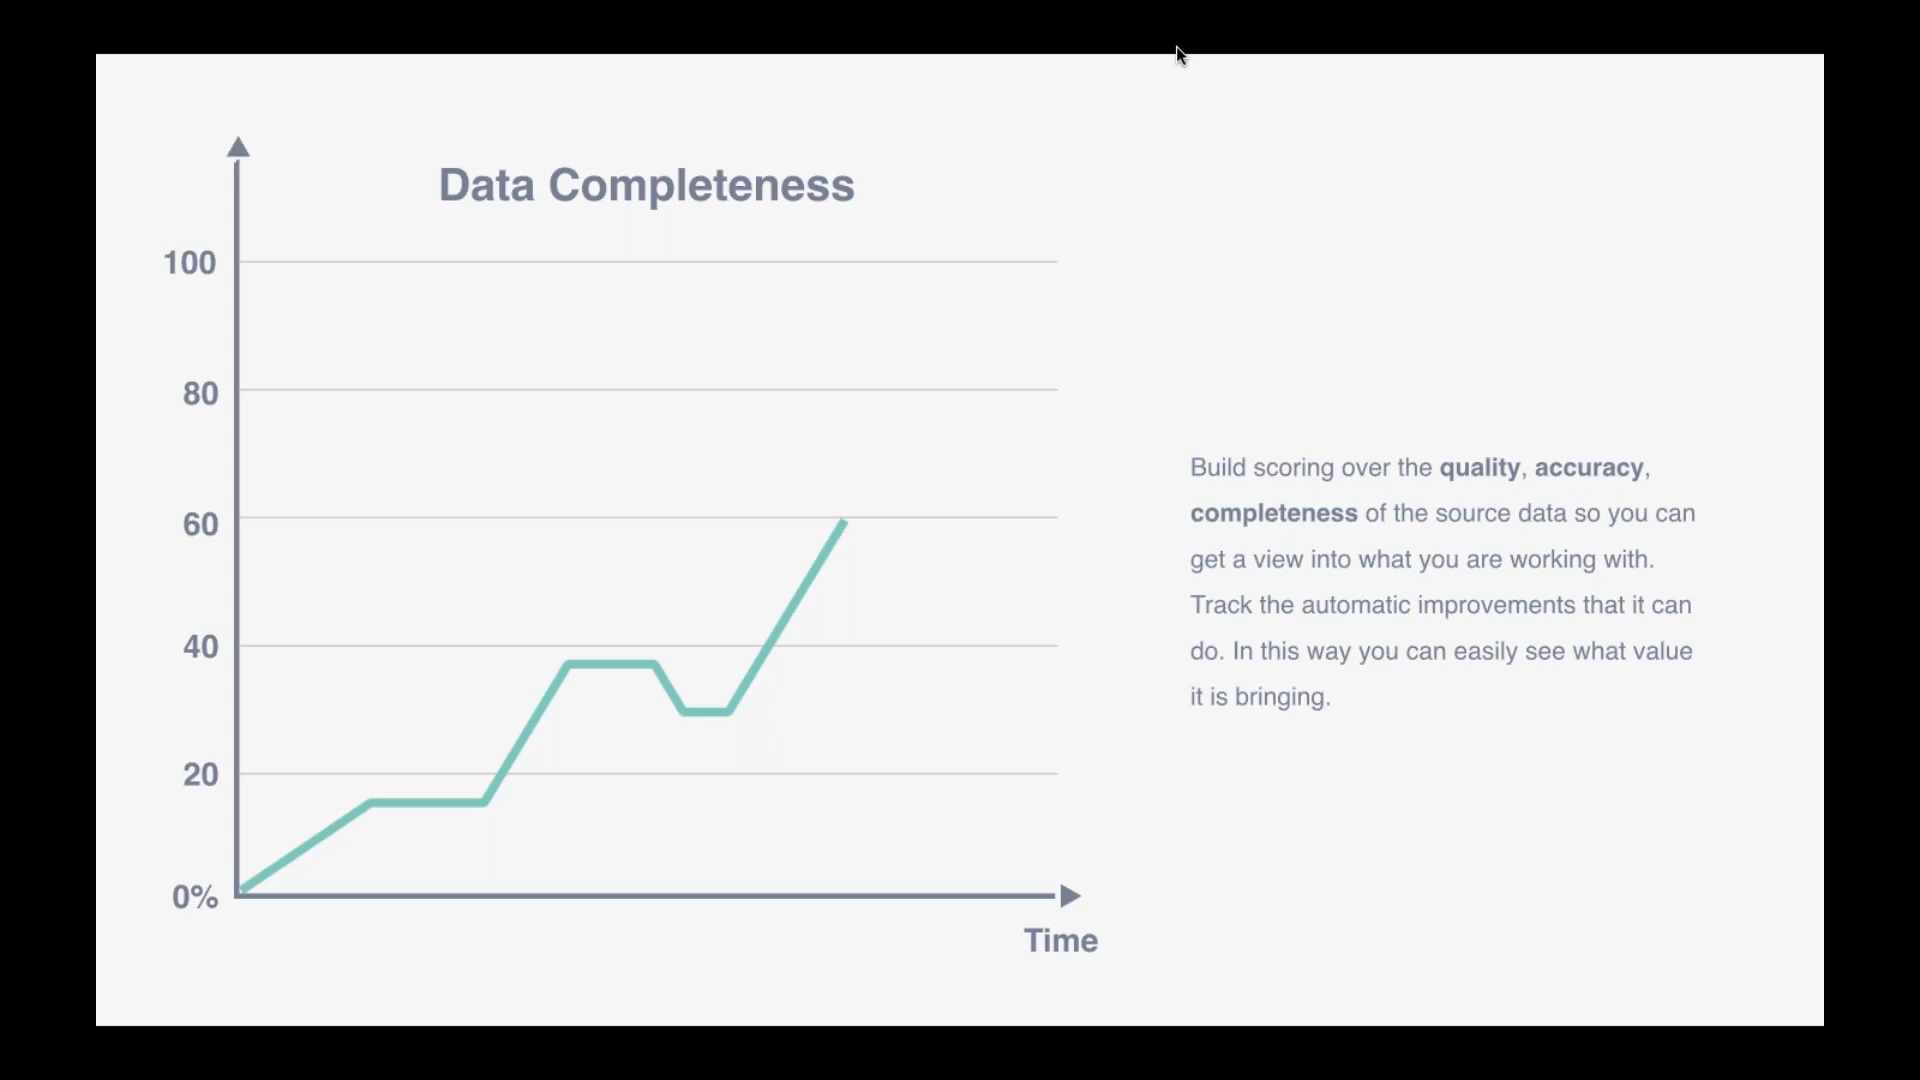 Data Completeness
100
80
60
40
20
0%
Time
Build scoring over the quality, accuracy,
completeness of the source data so you can
get a view into what you are working with.
Track the automatic improvements that it can
do. In this way you can easily see what value
it is bringing.